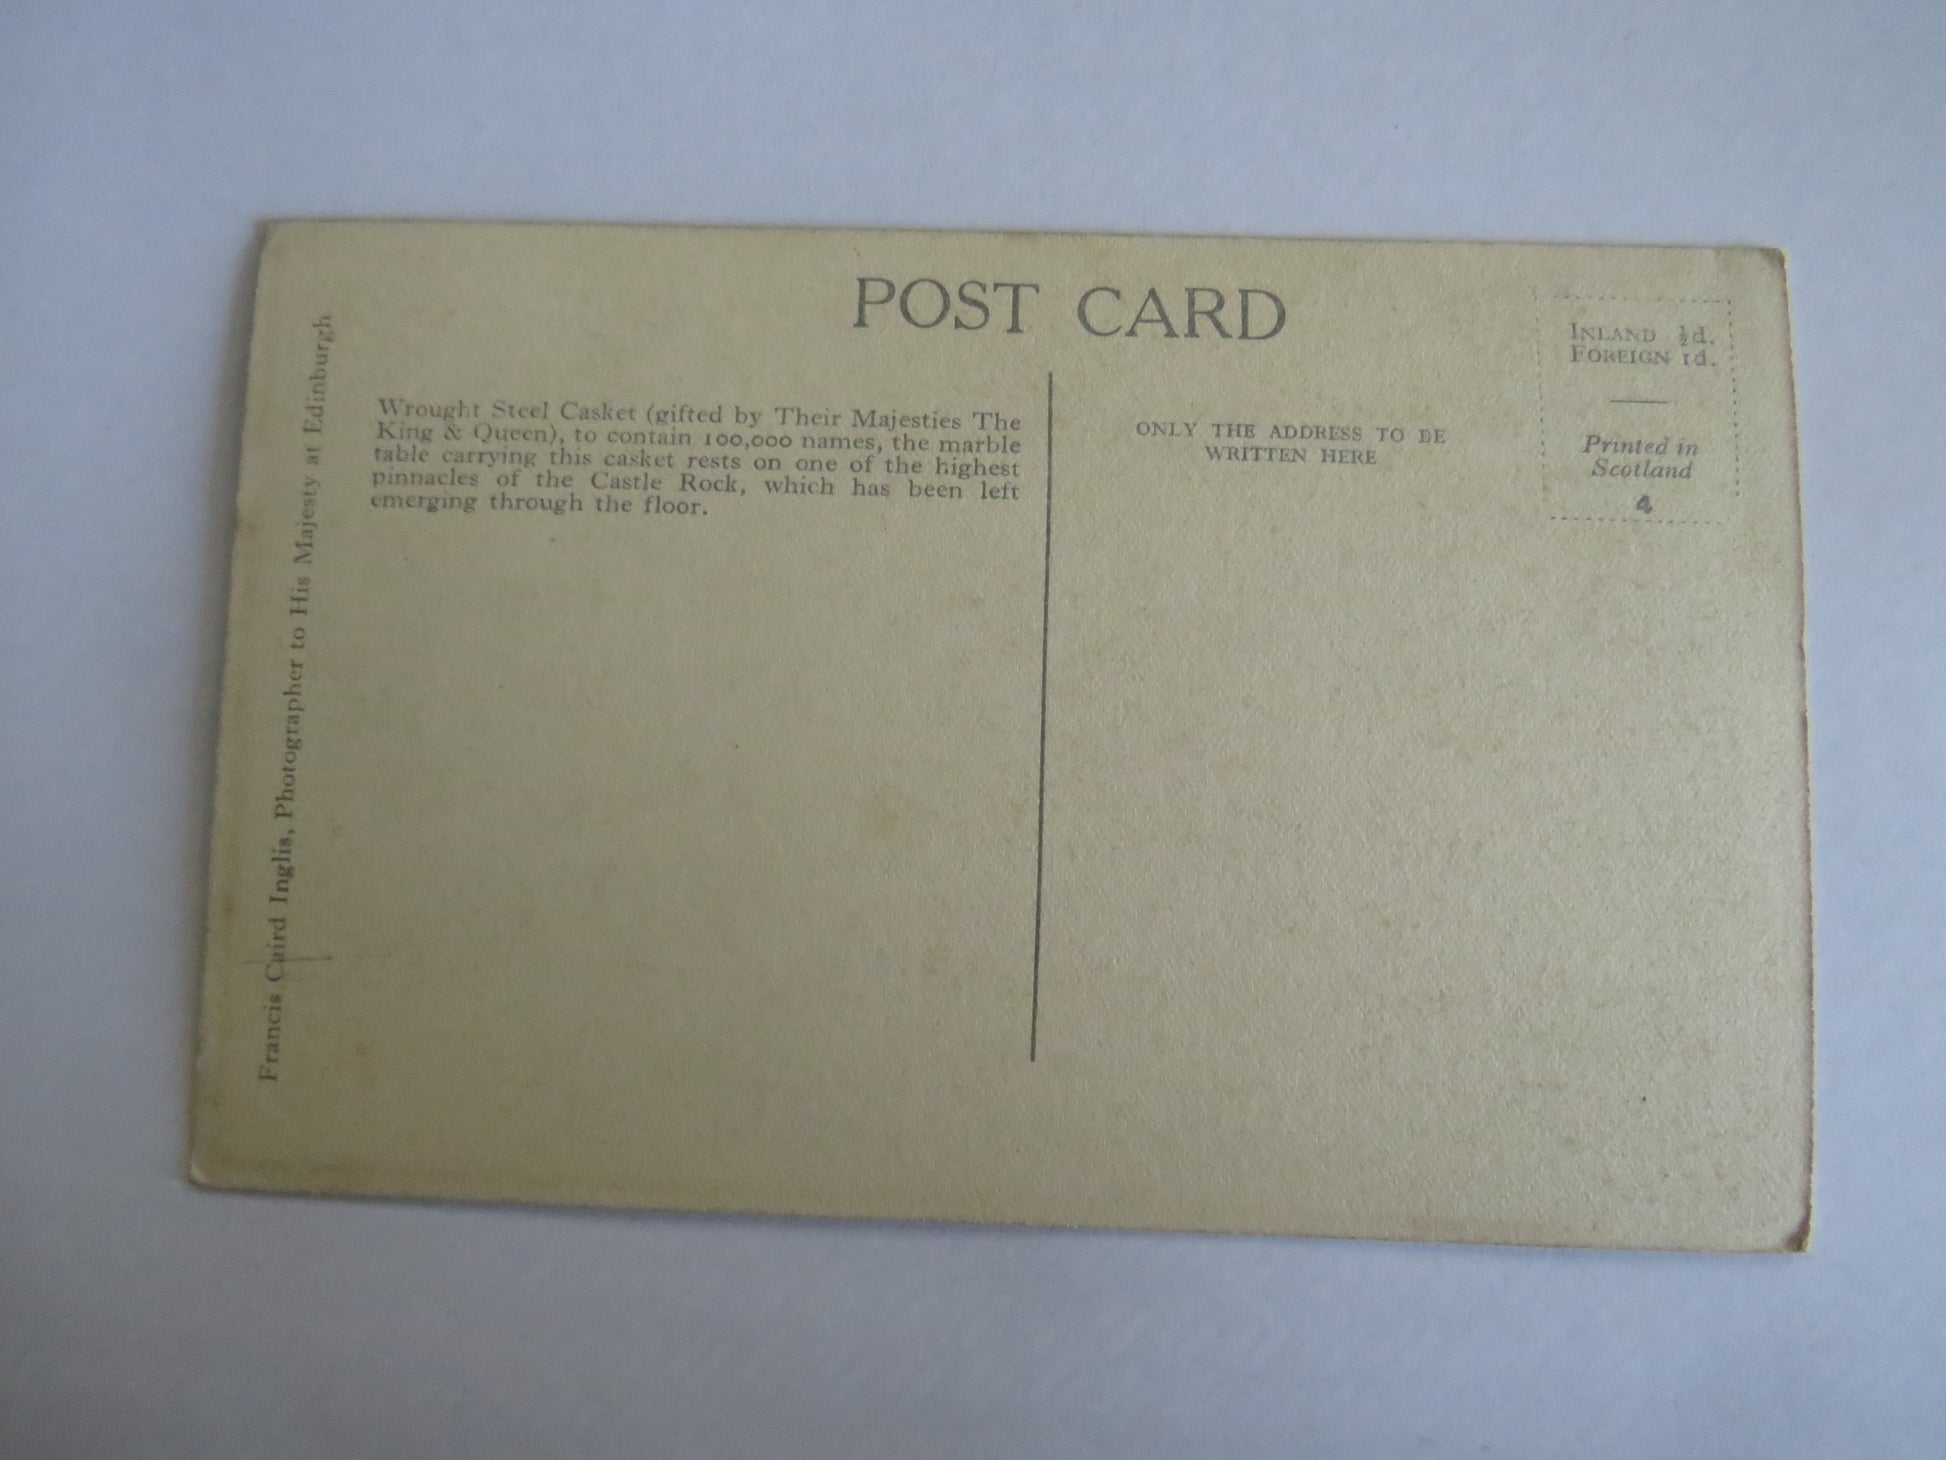 POST CARD
Wrought Steel Casket (gifted by Their Majesties The
King & Queen), to contain 100,000 names, the marble
table carrying this casket rests on one of the highest
pinnacles of the Castle Rock, which has been left
emerging through the floor.
ONLY THE ADDRESS TO BE
WRITTEN HERE
INLAND ½d.
FOREIGN 1d.
Printed in
Scotland
4
Francis Caird Inglis, Photographer to His Majesty at Edinburgh